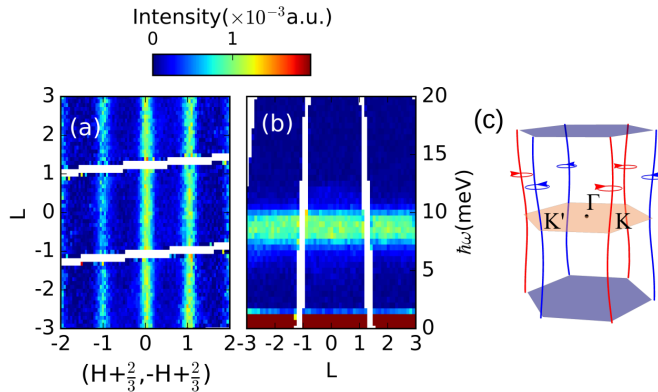 Intensity(×10⁻³a.u.)
0 1
(a)
3
2
1
0
-1
-2
-3
L
-2 -1 0 1 2
(H+2/3,-H+2/3)
(b)
20
15
10
5
0
ħω(meV)
-3 -2 -1 0 1 2 3
L
(c)
Γ
K' K